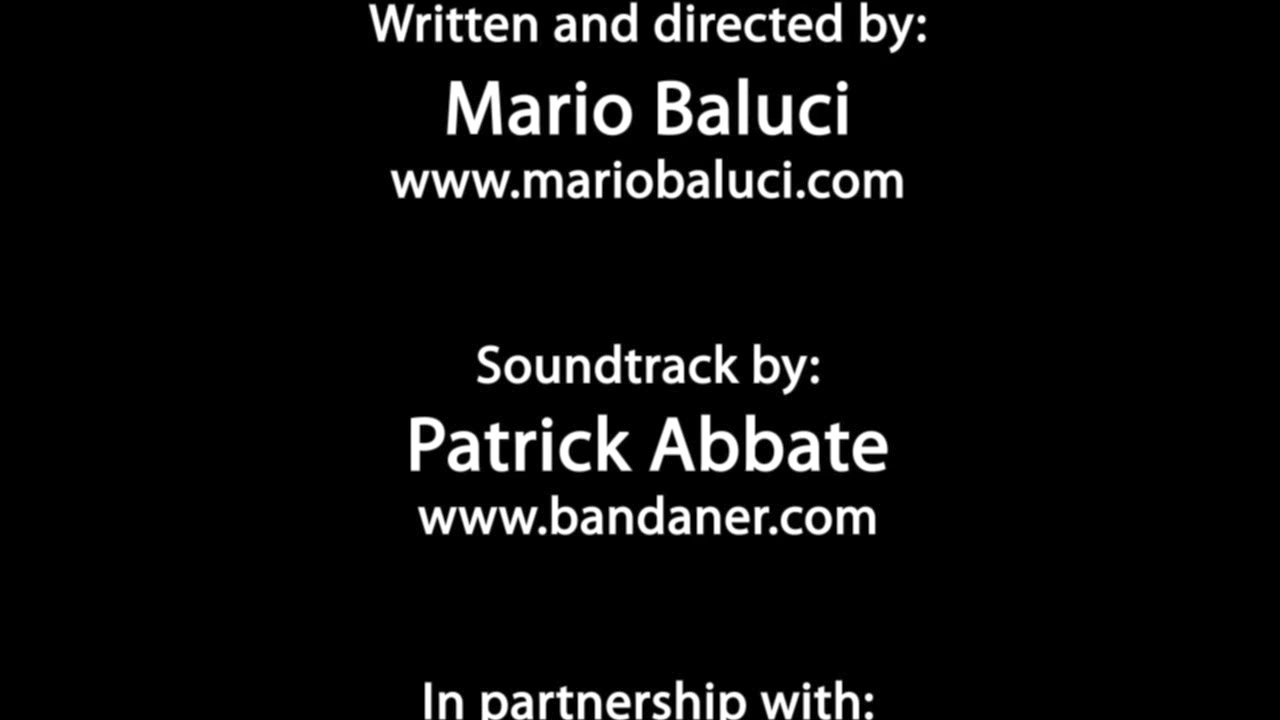 Written and directed by:
Mario Baluci
www.mariobaluci.com
Soundtrack by:
Patrick Abbate
www.bandaner.com
In partnership with: